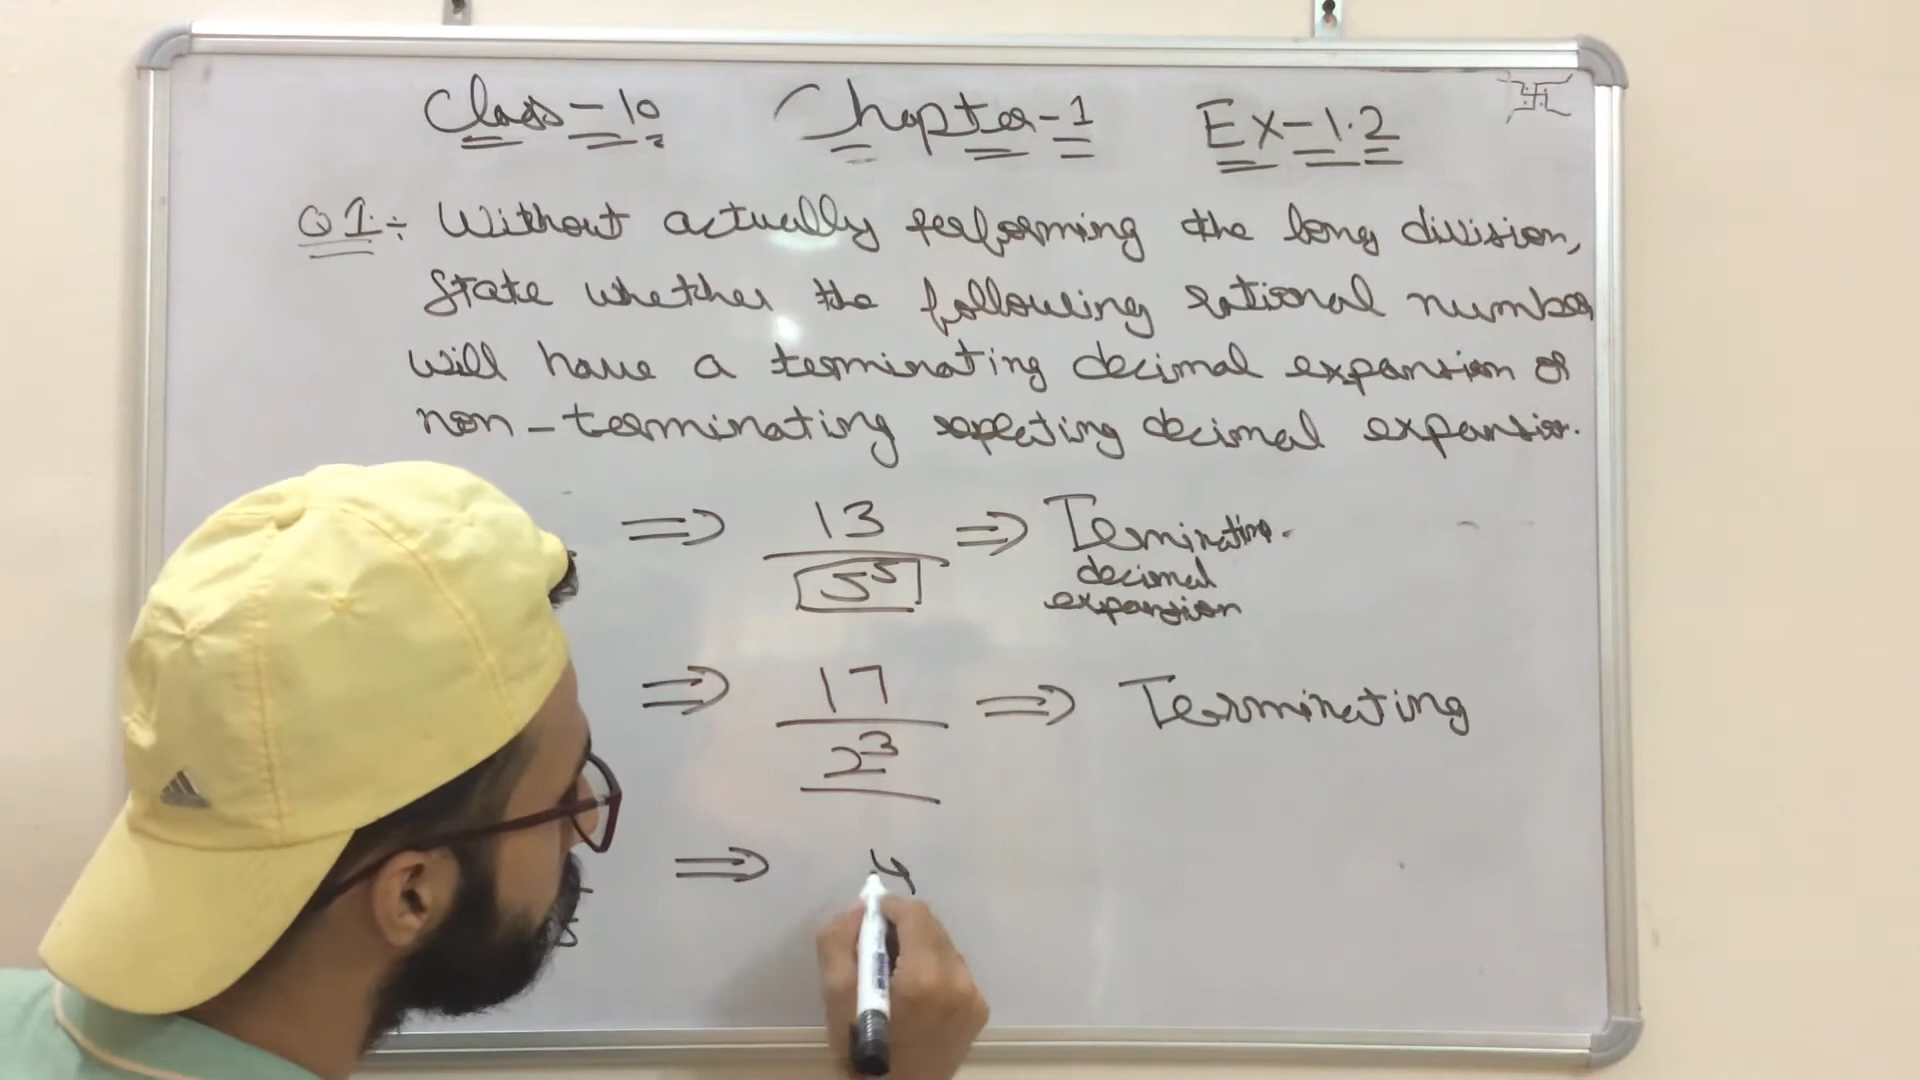 Class-10 Chapter-1 Ex-1.2
Q1÷ Without actually performing the long division,
State whether the following rational number
will have a terminating decimal expansion or
non-terminating repeating decimal expansion.
⇒ 13 ⇒ Terminating
5⁵ decimal
expansion
⇒ 17 ⇒ Terminating
2³
⇒ 4